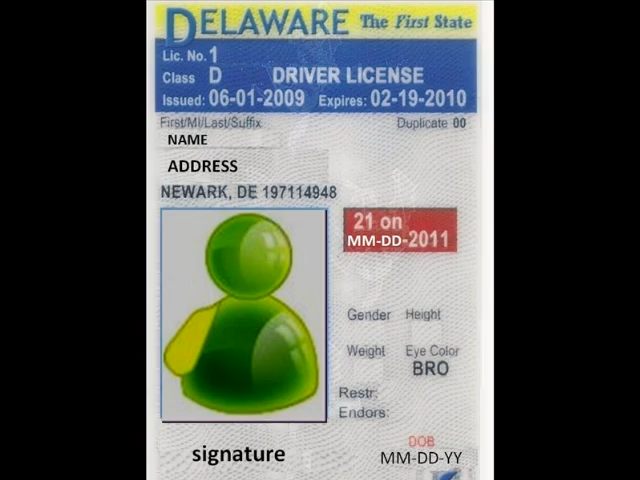 DELAWARE The First State
Lic. No. 1
Class D DRIVER LICENSE
Issued: 06-01-2009 Expires: 02-19-2010
First/MI/Last/Suffix Duplicate 00
NAME
ADDRESS
NEWARK, DE 197114948
21 on
MM-DD-2011
Gender Height
Weight Eye Color
BRO
Restr:
Endors:
DOB
signature MM-DD-YY